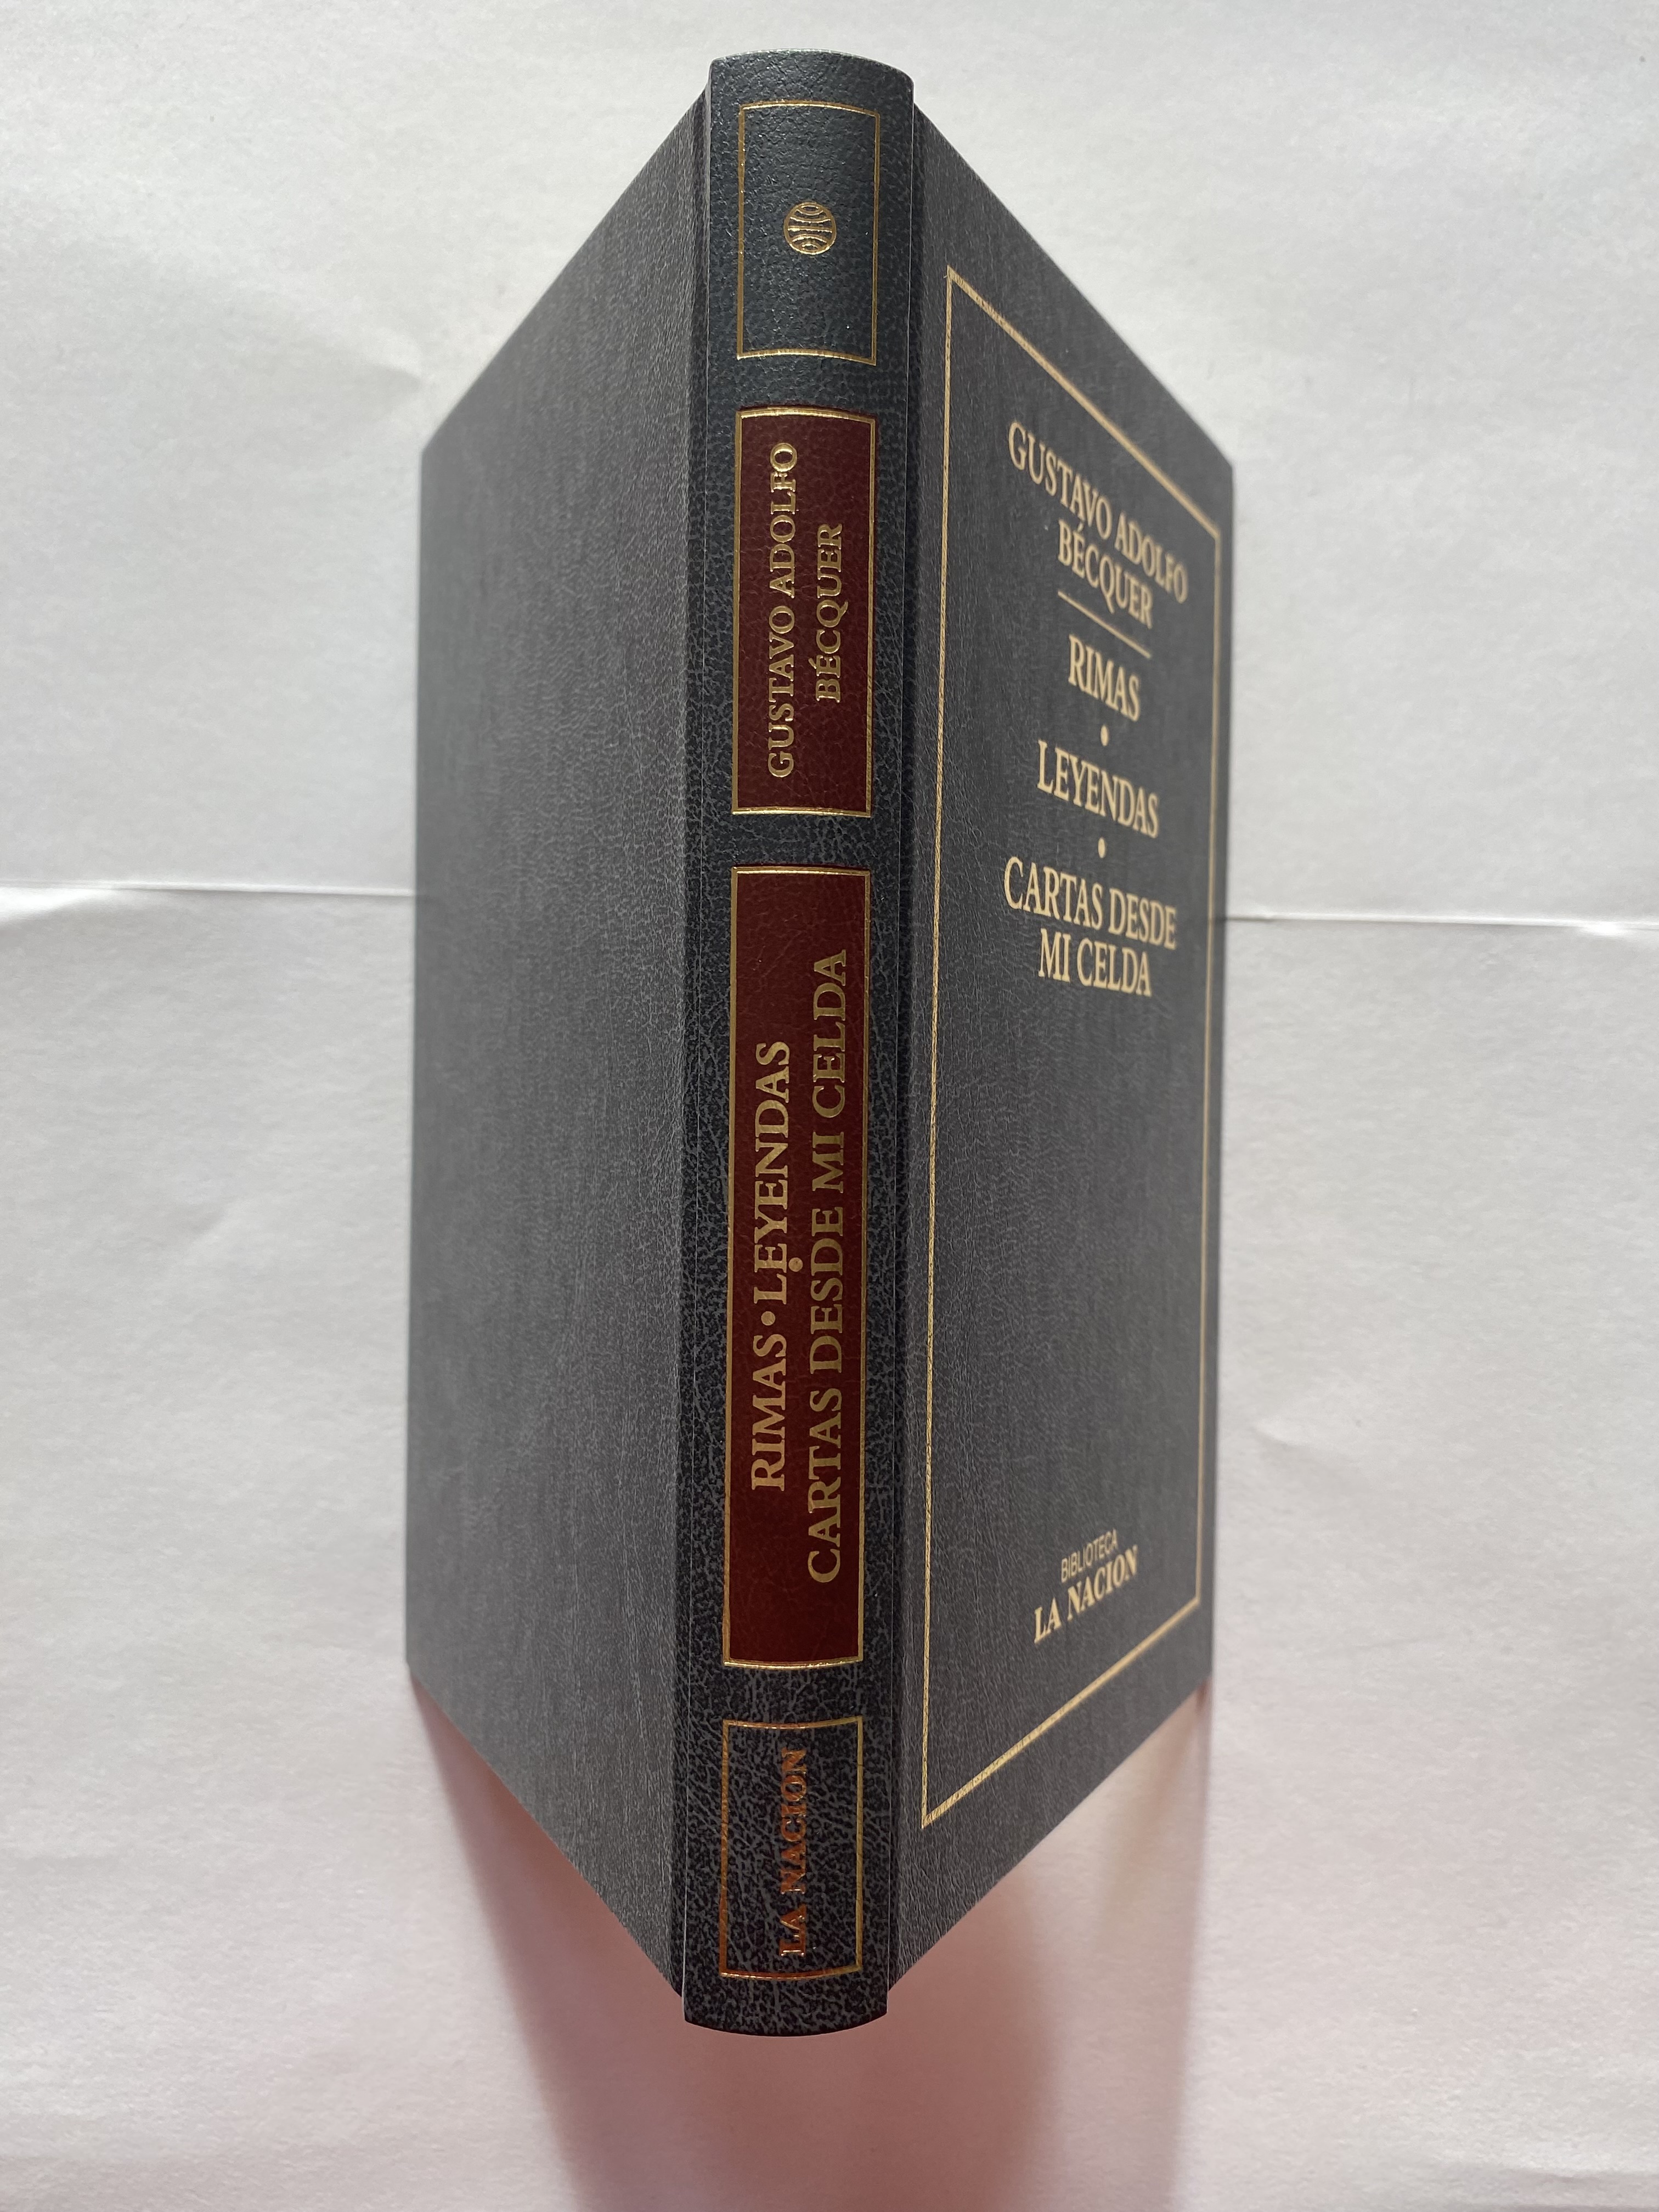 GUSTAVO ADOLFO
BÉCQUER
RIMAS • LEYENDAS
•
CARTAS DESDE MI CELDA
LA NACION
GUSTAVO ADOLFO
BÉCQUER
RIMAS
•
LEYENDAS
•
CARTAS DESDE
MI CELDA
BIBLIOTECA
LA NACION